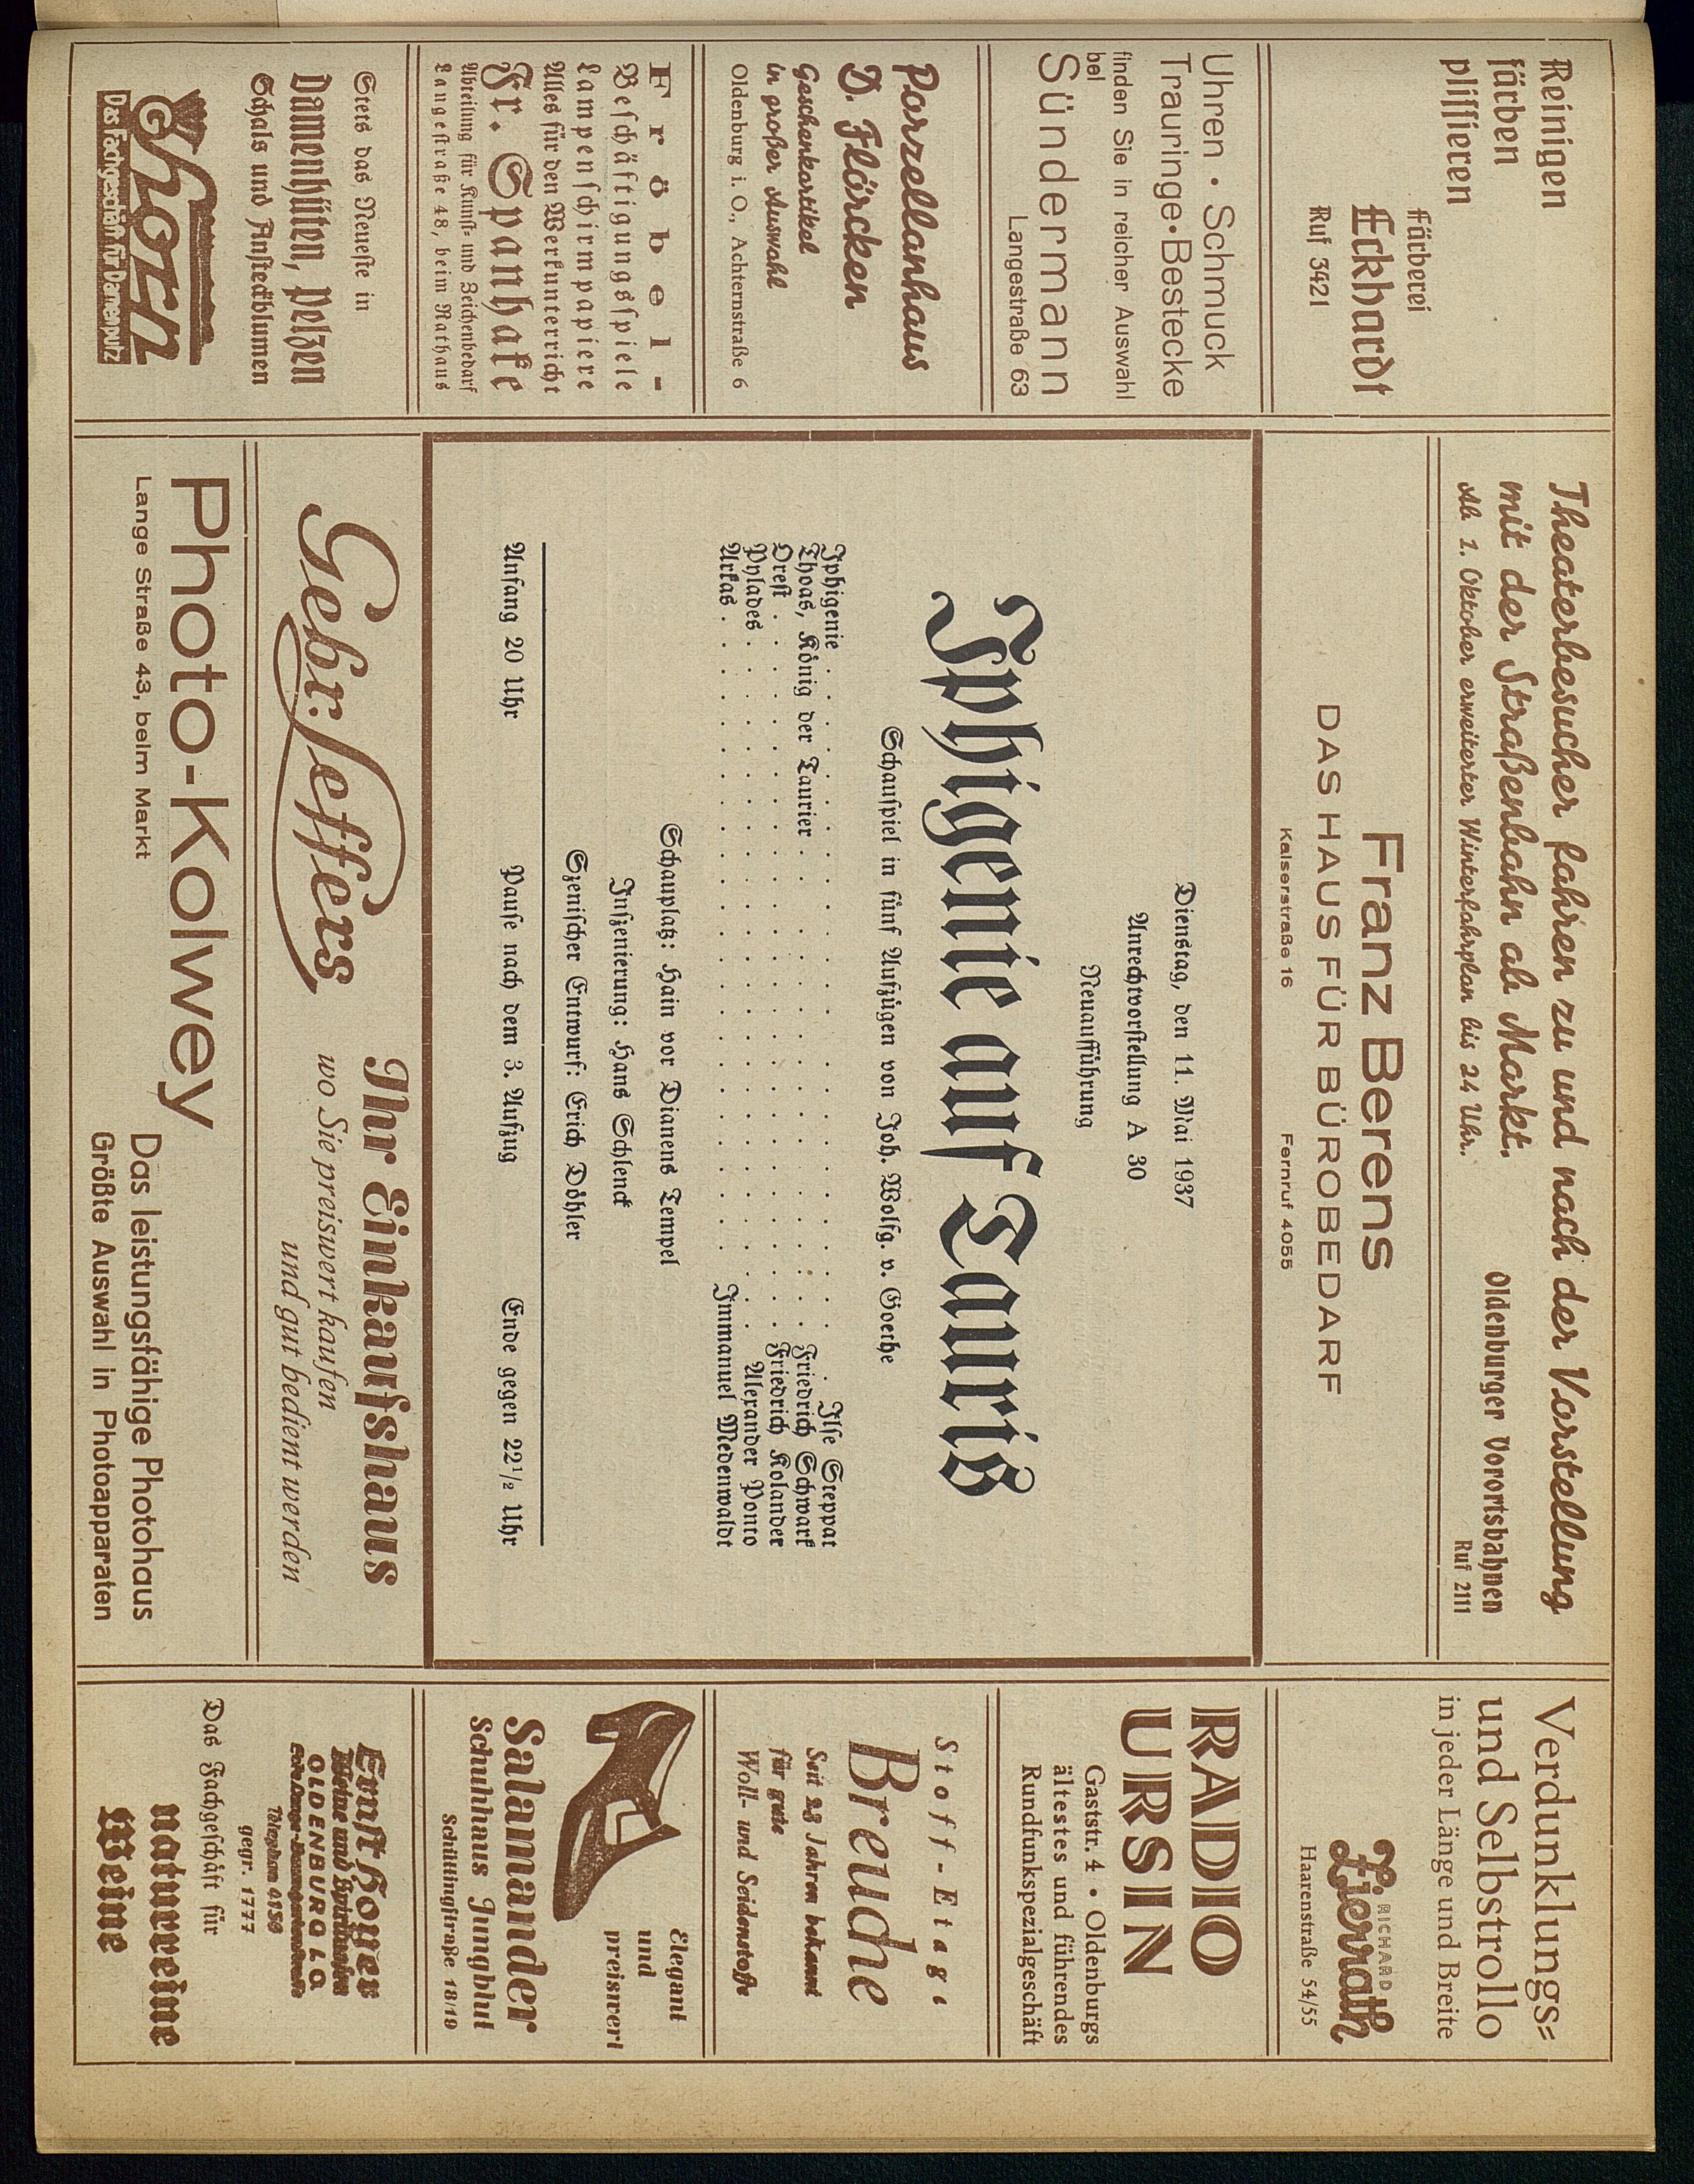 Reinigen
färben
plissieren
Färberei
Eckhardt
Ruf 3421
Uhren • Schmuck
Trauringe • Bestecke
finden Sie in reicher Auswahl
bei
Sündermann
Langestraße 63
Porzellanhaus
D. Flörcken
Geschenkartikel
in großer Auswahl
Oldenburg i. O., Achternstraße 6
Fröbel-
Beschäftigungsspiele
Lampenschirmpapiere
Alles für den Werkunterricht
Fr. Spanhake
Abteilung für Kunst- und Zeichenbedarf
Langestraße 48, beim Rathaus
Stets das Neueste in
Damenhüten, Pelzen
Schals und Ansteckblumen
Ghorn
Das Fachgeschäft für Damenputz
Theaterbesucher fahren zu und nach der Vorstellung
mit der Straßenbahn ab Markt.
Ab 1. Oktober erweiterter Winterfahrplan bis 24 Uhr.
Oldenburger Vorortsbahnen
Ruf 2111
Franz Berens
DAS HAUS FÜR BÜROBEDARF
Kaiserstraße 16 Fernruf 4055
Dienstag, den 11. Mai 1937
Anrechtvorstellung A 30
Neuaufführung
Iphigenie auf Tauris
Schauspiel in fünf Aufzügen von Joh. Wolfg. v. Goethe
Iphigenie . . . . . . . . . . Ilse Steppat
Thoas, König der Taurier . . . . . . . . . . Friedrich Schwark
Orest . . . . . . . . . . Friedrich Kolander
Pylades . . . . . . . . . . Alexander Ponto
Arkas . . . . . . . . . . Immanuel Medenwaldt
Schauplatz: Hain vor Dianens Tempel
Inszenierung: Hans Schlenck
Szenischer Entwurf: Erich Döhler
Anfang 20 Uhr Pause nach dem 3. Aufzug Ende gegen 22½ Uhr
Gebr. Leffers
Ihr Einkaufshaus
wo Sie preiswert kaufen
und gut bedient werden
Photo-Kolwey
Lange Straße 43, beim Markt
Das leistungsfähige Photohaus
Größte Auswahl in Photoapparaten
Verdunklungs-
und Selbstrollo
in jeder Länge und Breite
RICHARD
Zierrath
Haarenstraße 54/55
RADIO
URSIN
Gaststr. 4 • Oldenburgs
ältestes und führendes
Rundfunkspezialgeschäft
Stoff-Etage
Breuche
Seit 23 Jahren bekannt
für gute
Woll- und Seidenstoffe
Elegant
und
preiswert
Salamander
Schuhhaus Jungblut
Schüttingstraße 18/19
Ernst Hoyer
Weine und Spirituosen
OLDENBURG i. O.
Telephon 4159
gegr. 1777
Das Fachgeschäft für
naturreine
Weine